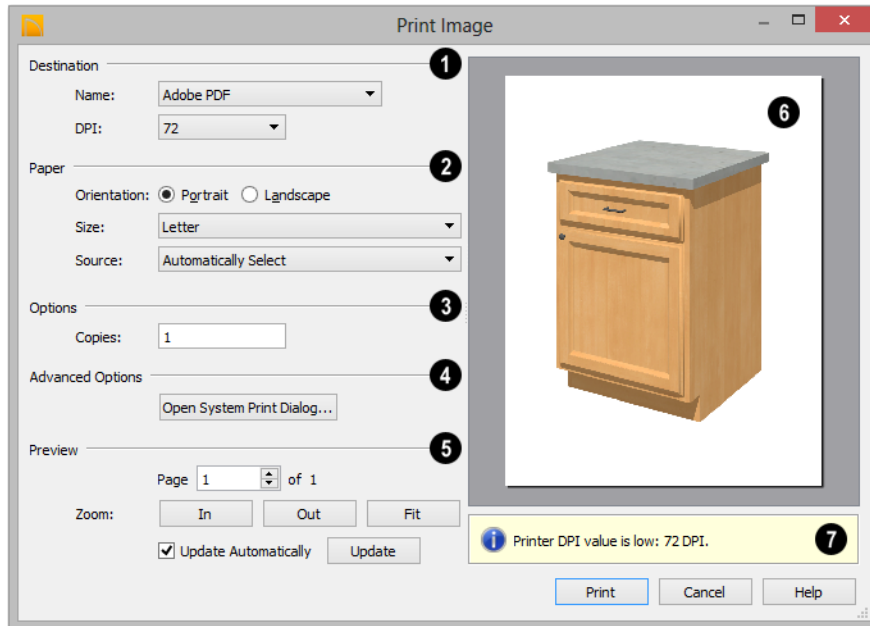 Print Image
Destination 1
Name: Adobe PDF
DPI: 72
Paper 2
Orientation: Portrait Landscape
Size: Letter
Source: Automatically Select
Options 3
Copies: 1
Advanced Options 4
Open System Print Dialog...
Preview 5
Page 1 of 1
Zoom: In Out Fit
Update Automatically Update
6
Printer DPI value is low: 72 DPI. 7
Print Cancel Help